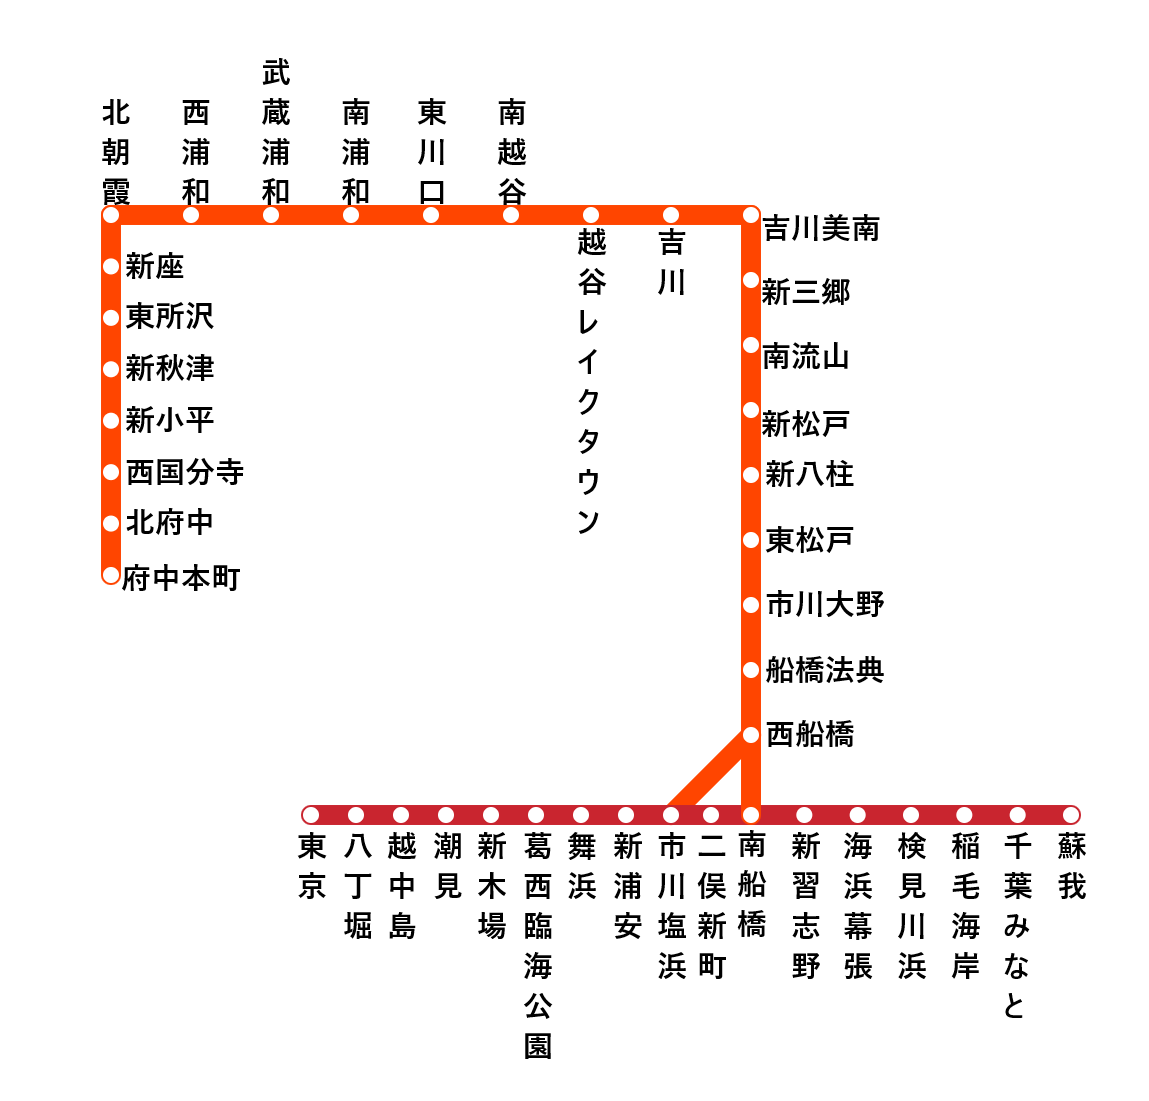 北朝霞
西浦和
武蔵浦和
南浦和
東川口
南越谷
越谷レイクタウン
吉川
吉川美南
新三郷
南流山
新松戸
新八柱
東松戸
市川大野
船橋法典
西船橋
新座
東所沢
新秋津
新小平
西国分寺
北府中
府中本町
東京
八丁堀
越中島
潮見
新木場
葛西臨海公園
舞浜
新浦安
市川塩浜
二俣新町
南船橋
新習志野
海浜幕張
検見川浜
稲毛海岸
千葉みなと
蘇我